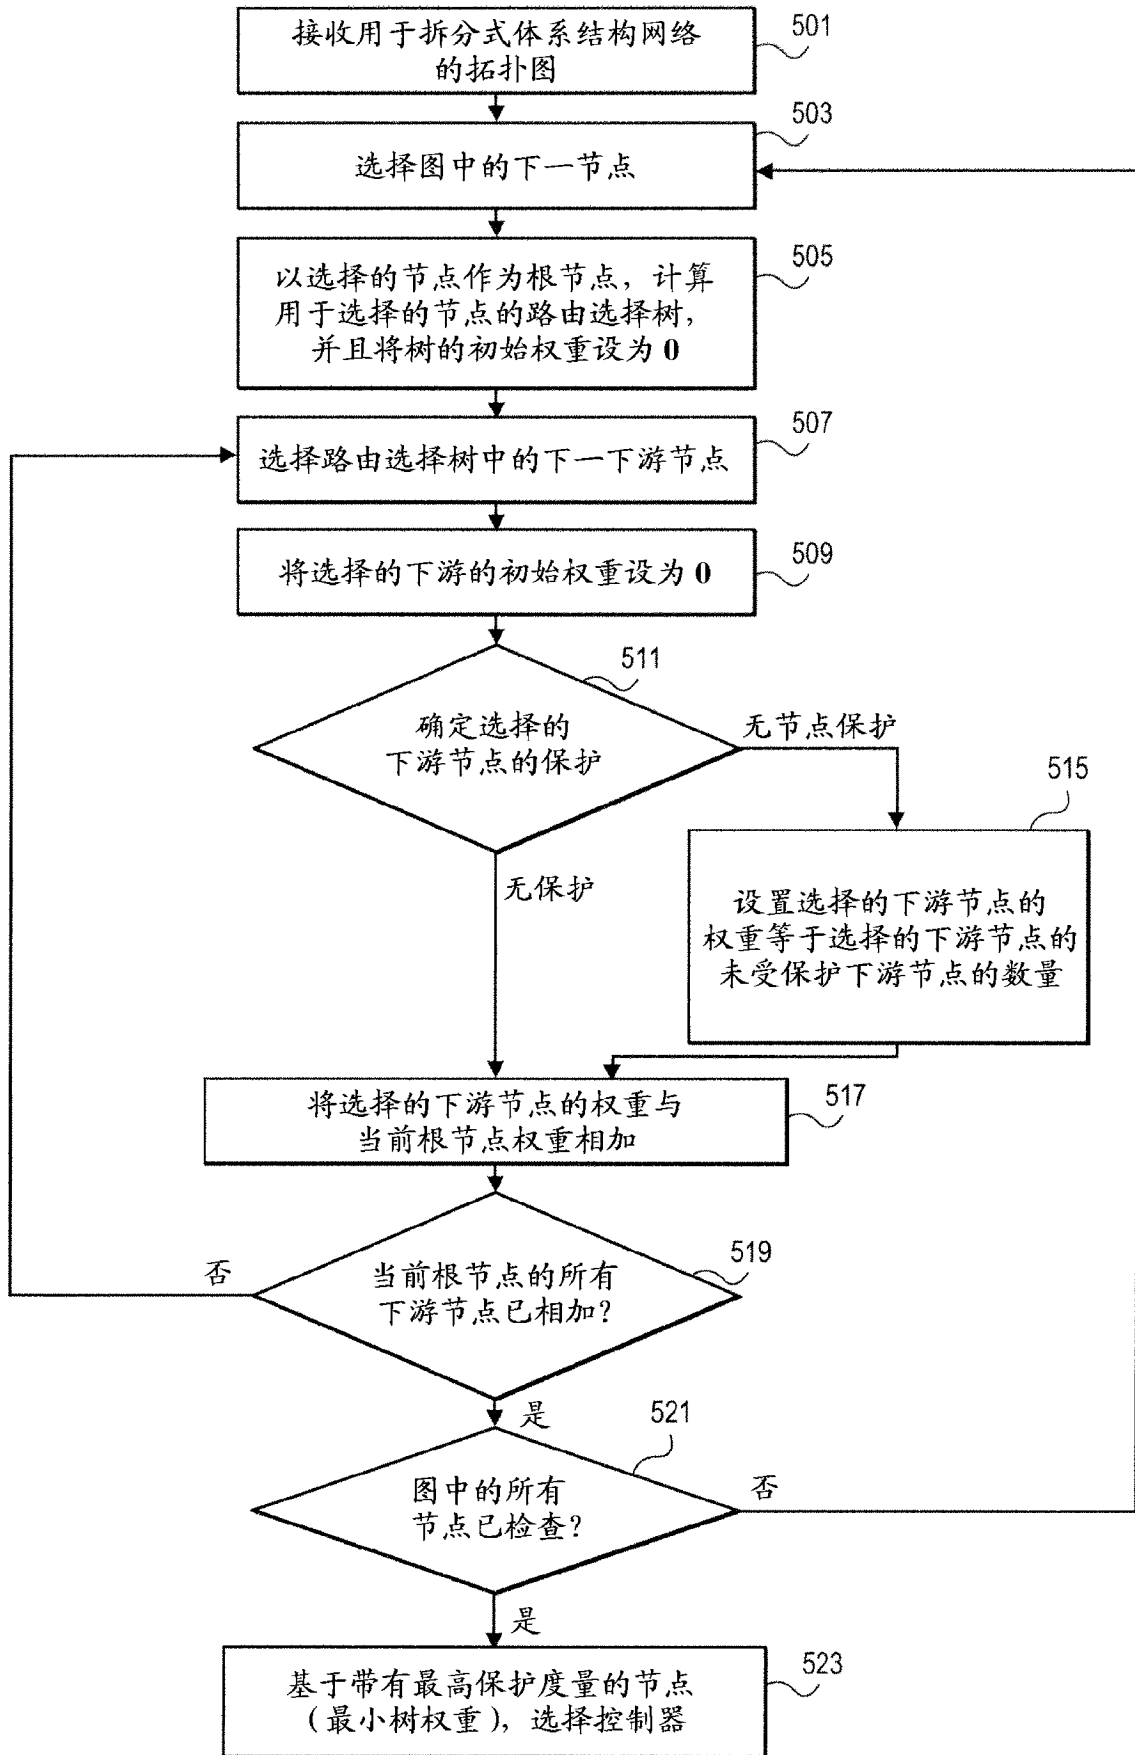 接收用于拆分式体系结构网络
的拓扑图
501
503
选择图中的下一节点
505
以选择的节点作为根节点，计算
用于选择的节点的路由选择树，
并且将树的初始权重设为 0
507
选择路由选择树中的下一下游节点
509
将选择的下游的初始权重设为 0
511
确定选择的
下游节点的保护
无节点保护
515
无保护
设置选择的下游节点的
权重等于选择的下游节点的
未受保护下游节点的数量
517
将选择的下游节点的权重与
当前根节点权重相加
519
否
当前根节点的所有
下游节点已相加？
是
521
图中的所有
节点已检查？
否
是
523
基于带有最高保护度量的节点
（最小树权重），选择控制器